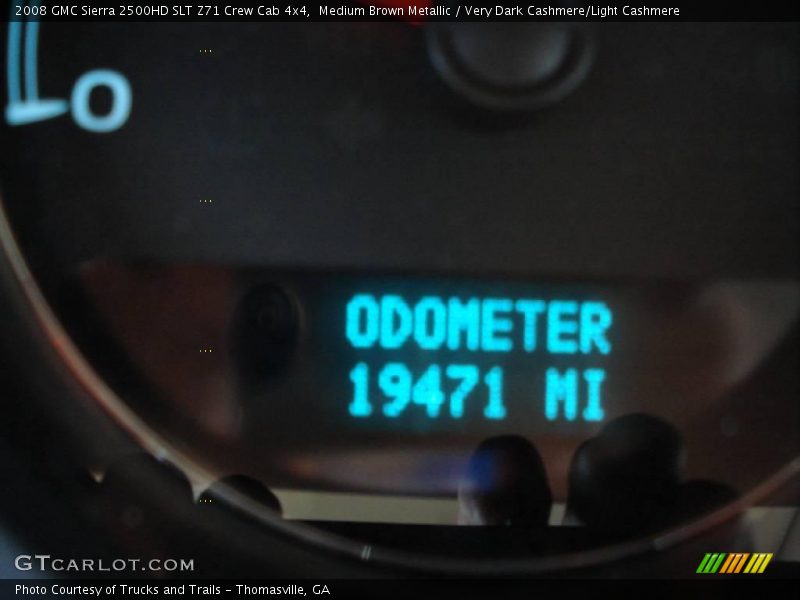 2008 GMC Sierra 2500HD SLT Z71 Crew Cab 4x4,  Medium Brown Metallic / Very Dark Cashmere/Light Cashmere
0
ODOMETER
19471 MI
GTCARLOT.COM
Photo Courtesy of Trucks and Trails - Thomasville, GA